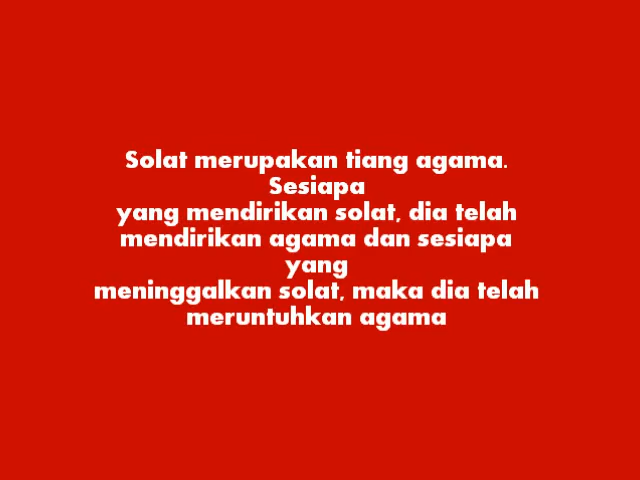 Solat merupakan tiang agama.
Sesiapa
yang mendirikan solat, dia telah
mendirikan agama dan sesiapa
yang
meninggalkan solat, maka dia telah
meruntuhkan agama